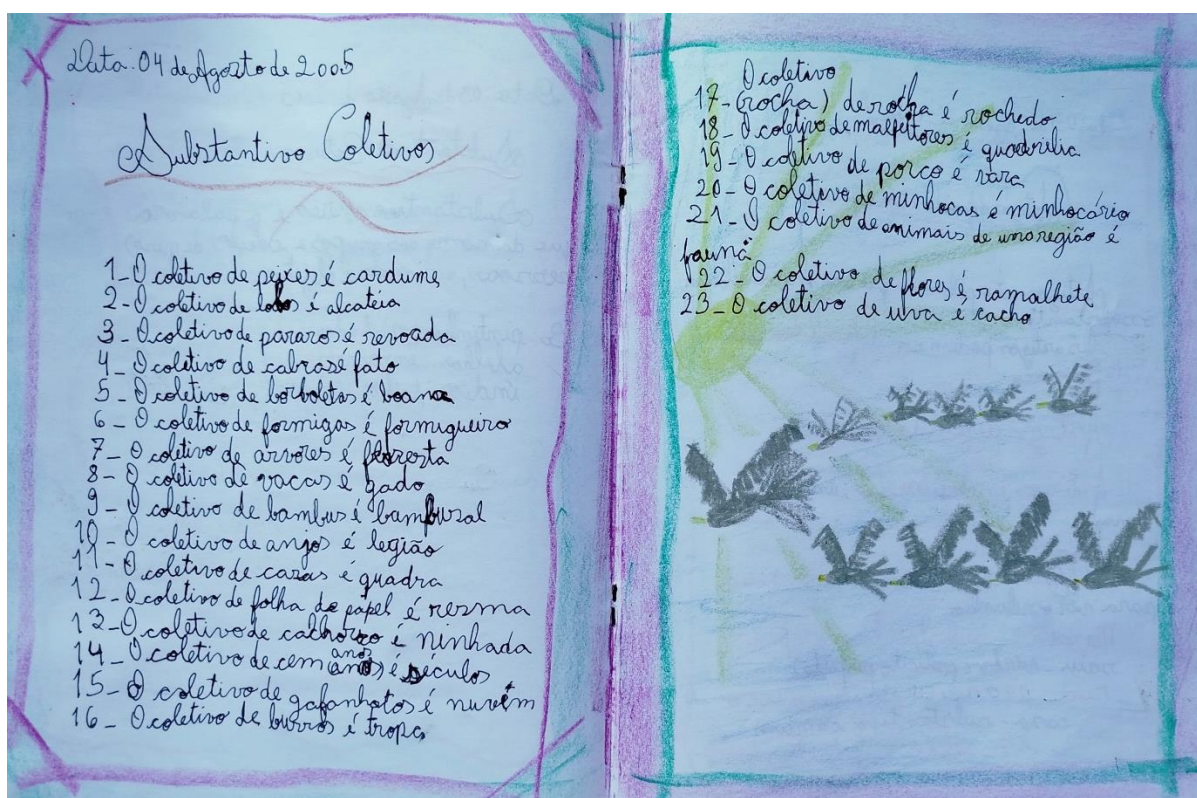 Data: 04 de Agosto de 2005
Substantivo Coletivos
1- O coletivo de peixes é cardume
2- O coletivo de lobos é alcatéia
3- O coletivo de pararos é revoada
4- O coletivo de cabras é fato
5- O coletivo de borboletas é boana
6- O coletivo de formigas é formigueiro
7- O coletivo de arvores é floresta
8- O coletivo de vacas é gado
9- O coletivo de bambus é bambuzal
10- O coletivo de anjos é legião
11- O coletivo de cazas é quadra
12- O coletivo de folha de papel é resma
13- O coletivo de cachorro é ninhada
anos
14- O coletivo de cem anos é séculos
15- O coletivo de gafanhotos é nuvem
16- O coletivo de burros é tropa
O coletivo
17- (rocha) de rocha é rochedo
18- O coletivo de malfeitores é quadrilia
19- O coletivo de porco é vara
20- O coletivo de minhocas é minhocário
21- O coletivo de animais de uma região é
fauna
22- O coletivo de flores é ramalhete
23- O coletivo de uva é cacho